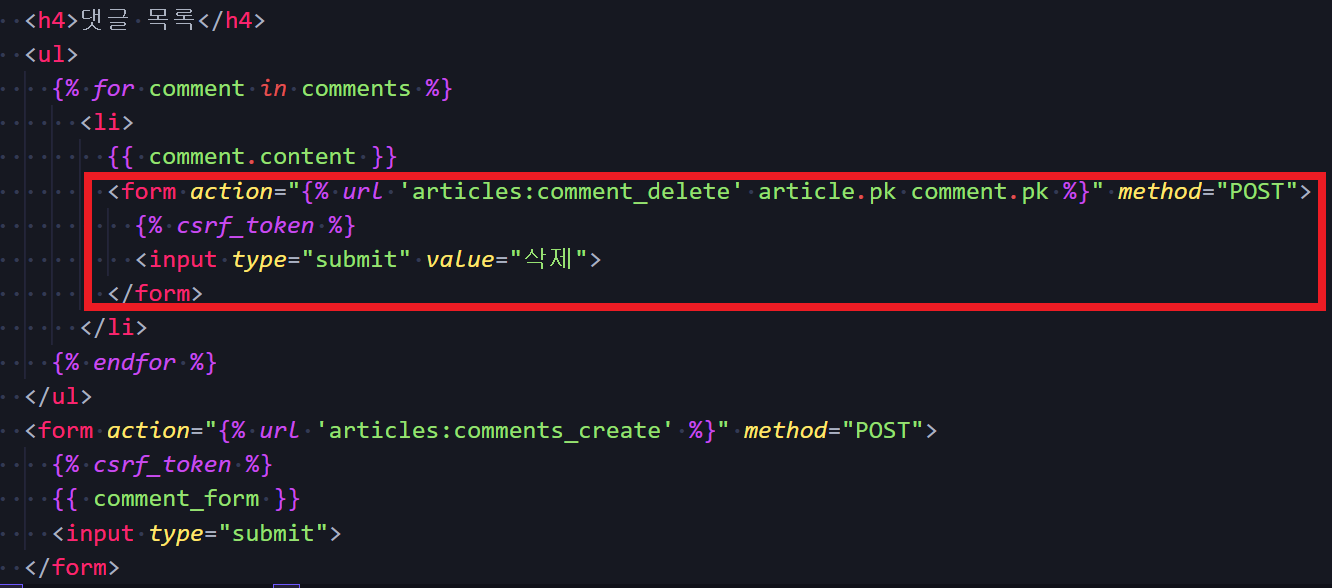 <h4>댓글 목록</h4>
<ul>
{% for comment in comments %}
<li>
{{ comment.content }}
<form action="{% url 'articles:comment_delete' article.pk comment.pk %}" method="POST">
{% csrf_token %}
<input type="submit" value="삭제">
</form>
</li>
{% endfor %}
</ul>
<form action="{% url 'articles:comments_create' %}" method="POST">
{% csrf_token %}
{{ comment_form }}
<input type="submit">
</form>